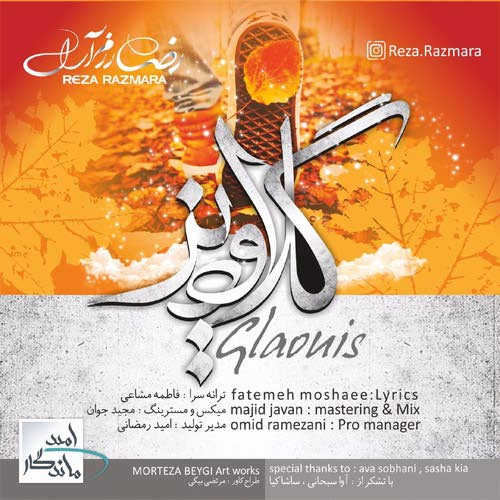 رضا رزم آرا
REZA RAZMARA
Reza.Razmara
گلاویژ
Glaouis
fatemeh moshaee:Lyrics ترانه سرا : فاطمه مشاعی
majid javan : mastering & Mix میکس و مسترینگ : مجید جوان
omid ramezani : Pro manager مدیر تولید : امید رمضانی
امید
ماندگار
MORTEZA BEYGI Art works
طراح کاور : مرتضی بیگی
special thanks to : ava sobhani , sasha kia
با تشکر از : آوا سبحانی ، ساشا کیا